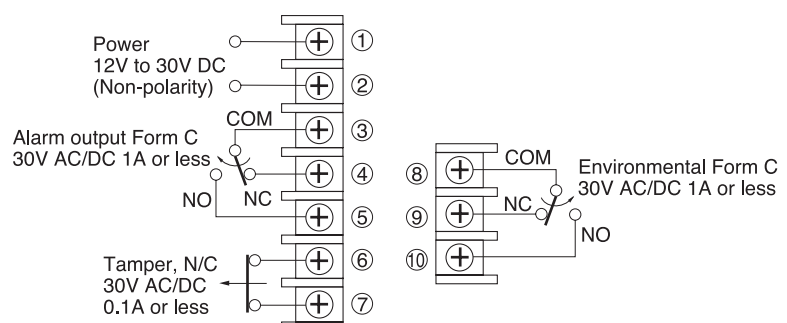 Power
12V to 30V DC
(Non-polarity)
①
②
COM
③
Alarm output Form C
30V AC/DC 1A or less
④
NO
NC
⑤
Tamper, N/C
30V AC/DC
0.1A or less
⑥
⑦
⑧
COM
Environmental Form C
30V AC/DC 1A or less
⑨
NC
NO
⑩